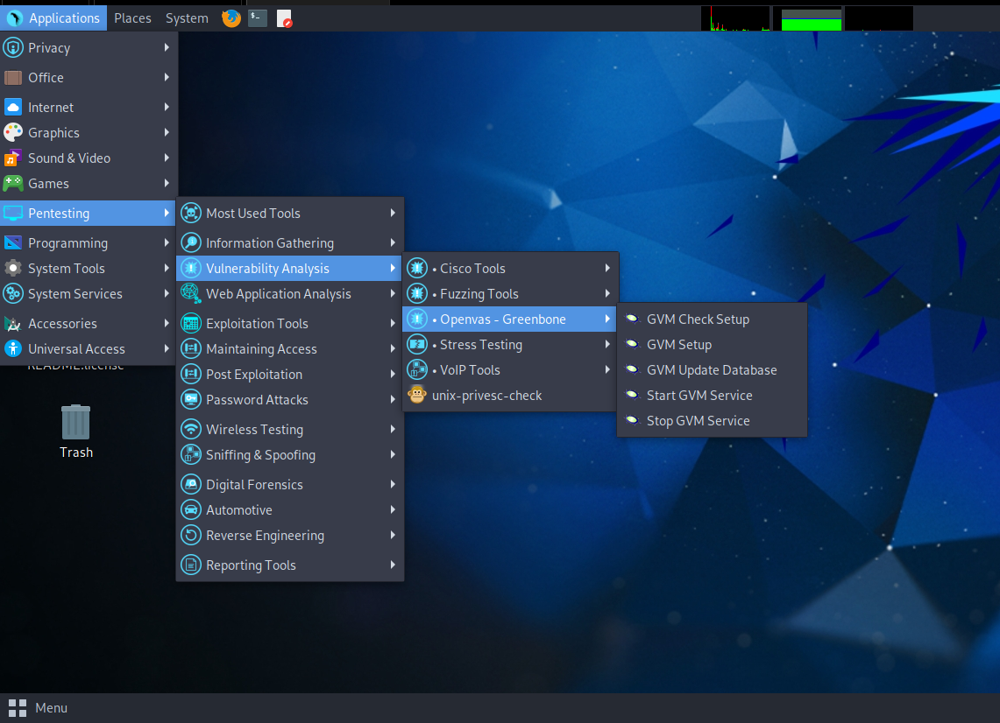 Applications Places System
Privacy
Office
Internet
Graphics
Sound & Video
Games
Pentesting
Programming
System Tools
System Services
Accessories
Universal Access
README.license
Trash
Most Used Tools
Information Gathering
Vulnerability Analysis
Web Application Analysis
Exploitation Tools
Maintaining Access
Post Exploitation
Password Attacks
Wireless Testing
Sniffing & Spoofing
Digital Forensics
Automotive
Reverse Engineering
Reporting Tools
• Cisco Tools
• Fuzzing Tools
• Openvas - Greenbone
• Stress Testing
• VoIP Tools
unix-privesc-check
GVM Check Setup
GVM Setup
GVM Update Database
Start GVM Service
Stop GVM Service
Menu